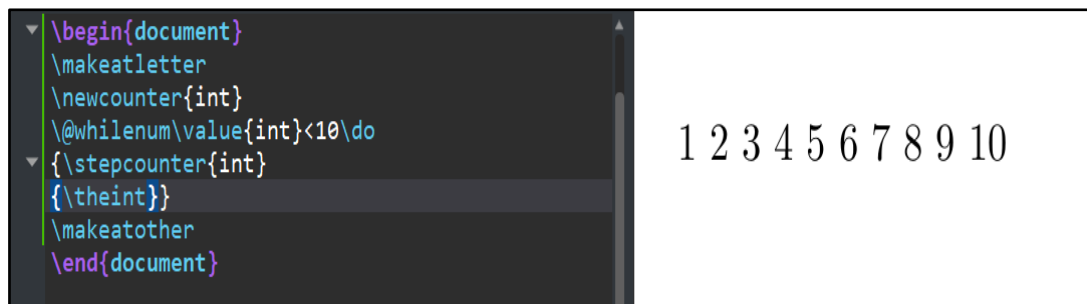 \begin{document}
\makeatletter
\newcounter{int}
\@whilenum\value{int}<10\do
{\stepcounter{int}
{\theint}}
\makeatother
\end{document}
1 2 3 4 5 6 7 8 9 10